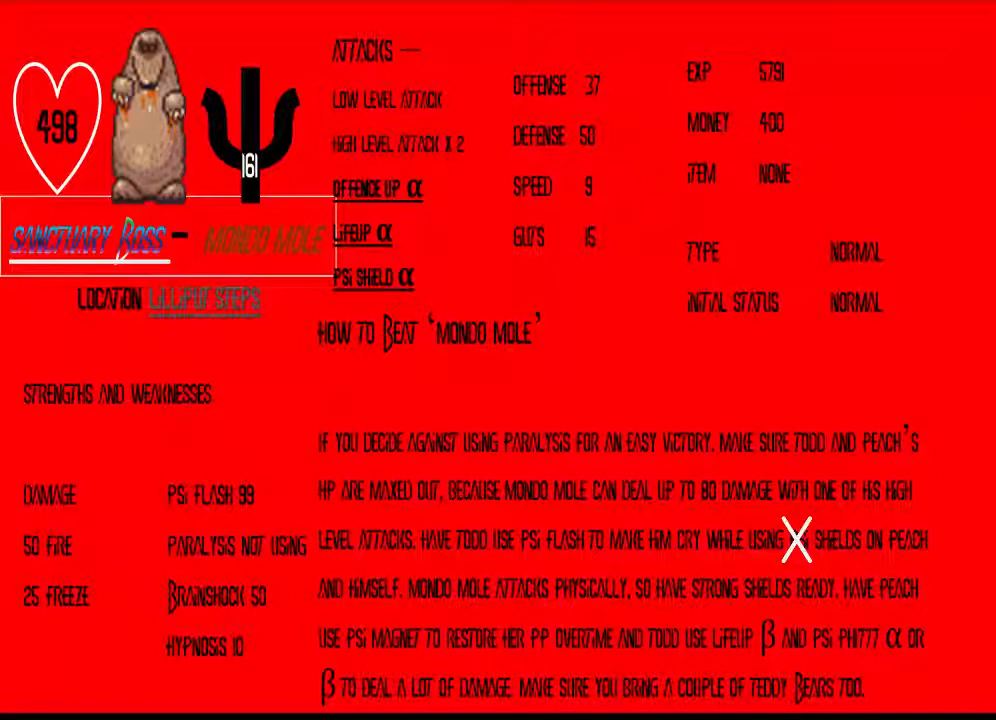 498
161
SANCTUARY BOSS – MONDO MOLE
LOCATION LILLIPUT STEPS
ATTACKS —
LOW LEVEL ATTACK
HIGH LEVEL ATTACK X 2
OFFENCE UP α
LIFEUP α
PSI SHIELD α
OFFENSE 37
DEFENSE 50
SPEED 9
GUTS 15
EXP 5791
MONEY 400
ITEM NONE
TYPE NORMAL
INITIAL STATUS NORMAL
STRENGTHS AND WEAKNESSES
DAMAGE
50 FIRE
25 FREEZE
PSI FLASH 99
PARALYSIS NOT USING
BRAINSHOCK 50
HYPNOSIS 10
HOW TO BEAT ‘MONDO MOLE’
IF YOU DECIDE AGAINST USING PARALYSIS FOR AN EASY VICTORY. MAKE SURE TODD AND PEACH’S
HP ARE MAXED OUT, BECAUSE MONDO MOLE CAN DEAL UP TO 80 DAMAGE WITH ONE OF HIS HIGH
LEVEL ATTACKS. HAVE TODD USE PSI FLASH TO MAKE HIM CRY WHILE USING SHIELDS ON PEACH
AND HIMSELF. MONDO MOLE ATTACKS PHYSICALLY, SO HAVE STRONG SHIELDS READY. HAVE PEACH
USE PSI MAGNET TO RESTORE HER PP OVERTIME AND TODD USE LIFEUP β AND PSI PHI777 α OR
β TO DEAL A LOT OF DAMAGE. MAKE SURE YOU BRING A COUPLE OF TEDDY BEARS TOO.